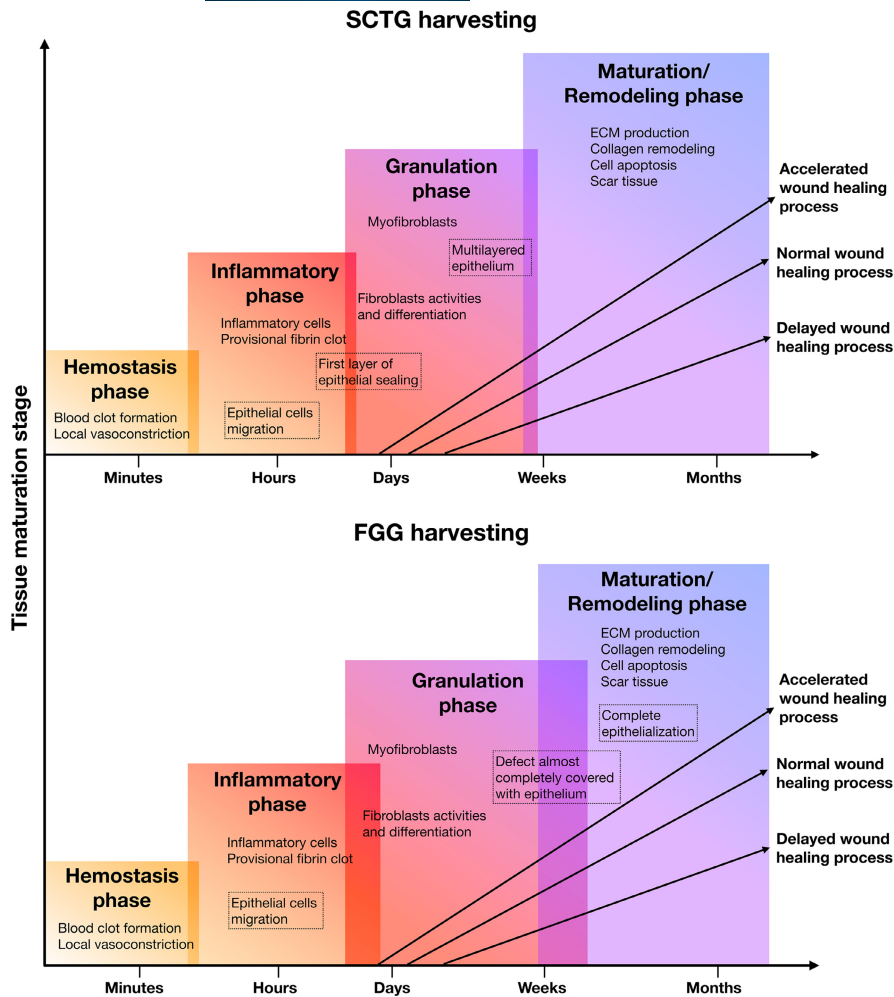 SCTG harvesting
Tissue maturation stage
Hemostasis
phase
Blood clot formation
Local vasoconstriction
Inflammatory
phase
Inflammatory cells
Provisional fibrin clot
Epithelial cells
migration
First layer of
epithelial sealing
Granulation
phase
Myofibroblasts
Multilayered
epithelium
Fibroblasts activities
and differentiation
Maturation/
Remodeling phase
ECM production
Collagen remodeling
Cell apoptosis
Scar tissue
Accelerated
wound healing
process
Normal wound
healing process
Delayed wound
healing process
Minutes
Hours
Days
Weeks
Months
FGG harvesting
Hemostasis
phase
Blood clot formation
Local vasoconstriction
Inflammatory
phase
Inflammatory cells
Provisional fibrin clot
Epithelial cells
migration
Granulation
phase
Myofibroblasts
Defect almost
completely covered
with epithelium
Fibroblasts activities
and differentiation
Maturation/
Remodeling phase
ECM production
Collagen remodeling
Cell apoptosis
Scar tissue
Complete
epithelialization
Accelerated
wound healing
process
Normal wound
healing process
Delayed wound
healing process
Minutes
Hours
Days
Weeks
Months